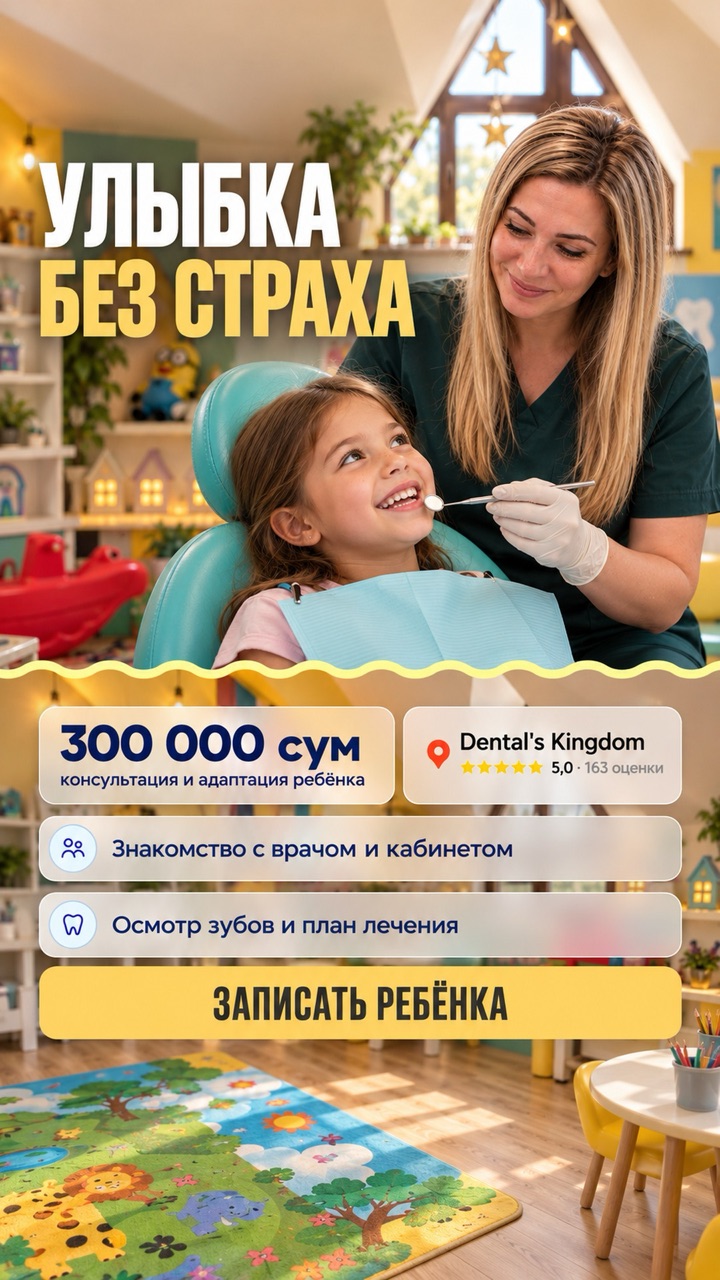 УЛЫБКА
БЕЗ СТРАХА
300 000 сум
консультация и адаптация ребёнка
Dental's Kingdom
5,0 · 163 оценки
Знакомство с врачом и кабинетом
Осмотр зубов и план лечения
ЗАПИСАТЬ РЕБЁНКА